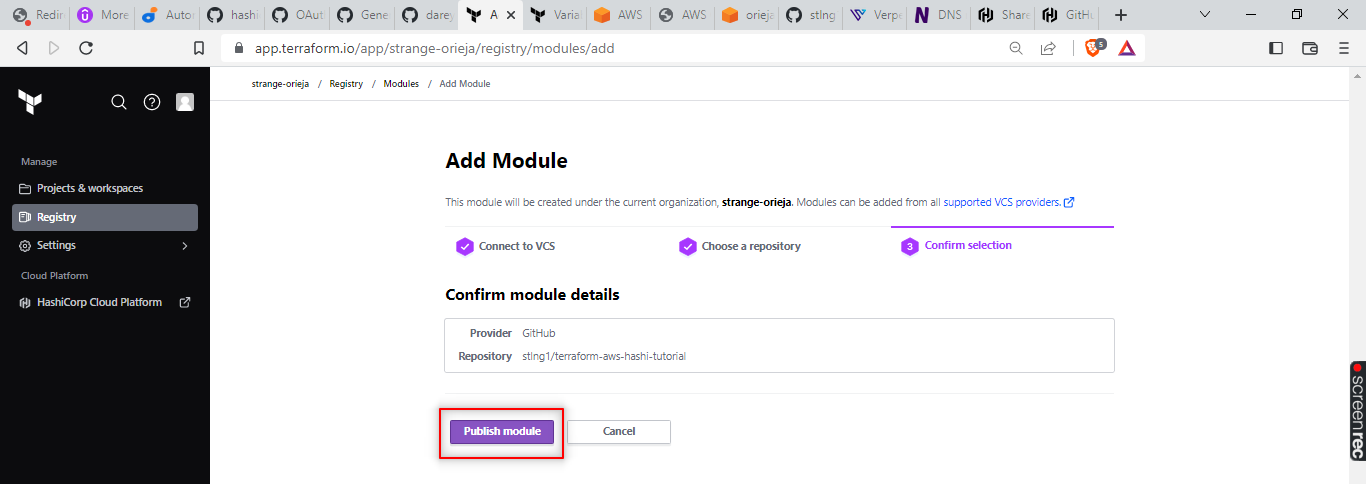 Redir
More
Auton
hashi
OAut
Gene
darey
A
Varial
AWS
AWS
orieja
stlng
Verpe
DNS
Share
GitHu
app.terraform.io/app/strange-orieja/registry/modules/add
5
strange-orieja / Registry / Modules / Add Module
Manage
Projects & workspaces
Registry
Settings
Cloud Platform
HashiCorp Cloud Platform
Add Module
This module will be created under the current organization, strange-orieja. Modules can be added from all supported VCS providers.
Connect to VCS
Choose a repository
3 Confirm selection
Confirm module details
Provider GitHub
Repository stlng1/terraform-aws-hashi-tutorial
Publish module
Cancel
screenrec